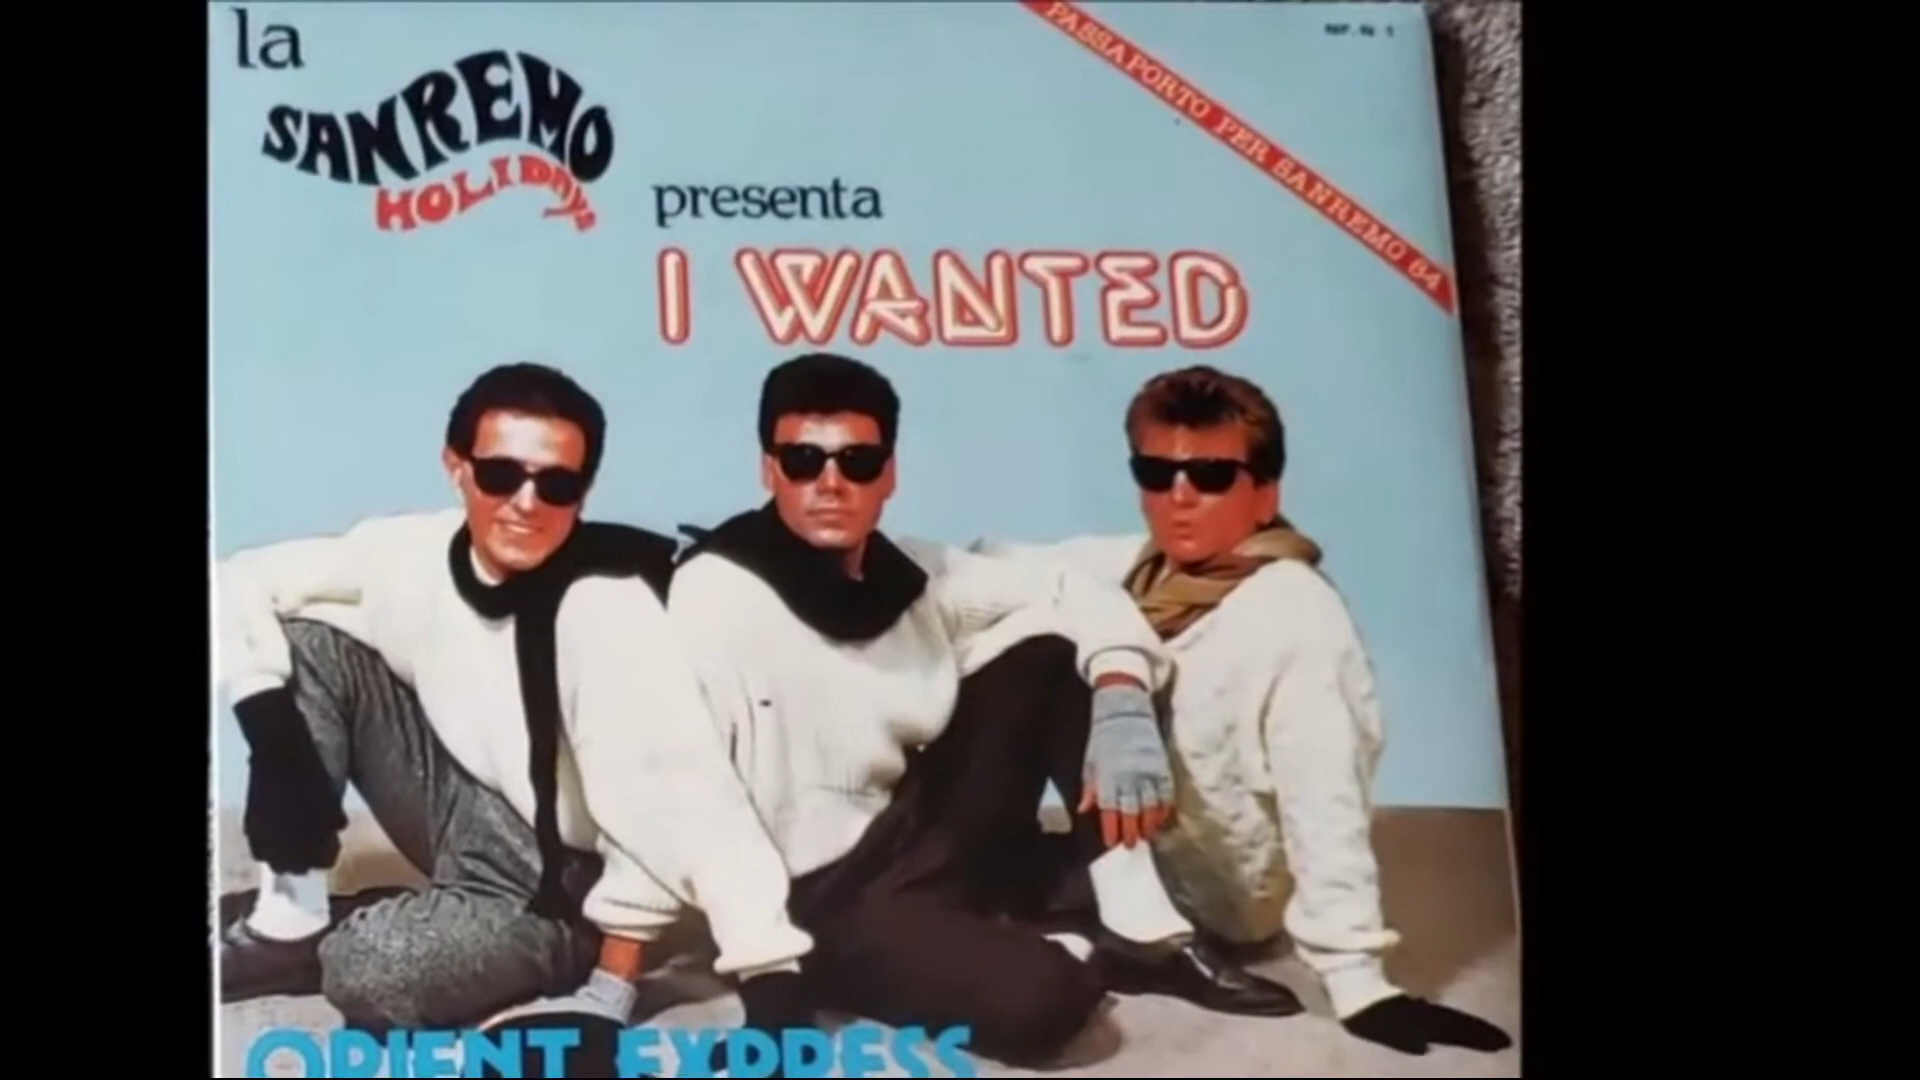 la
SANREMO
HOLIDAYS
presenta
I WANTED
PASSAPORTO PER SANREMO 84
ORIENT EXPRESS